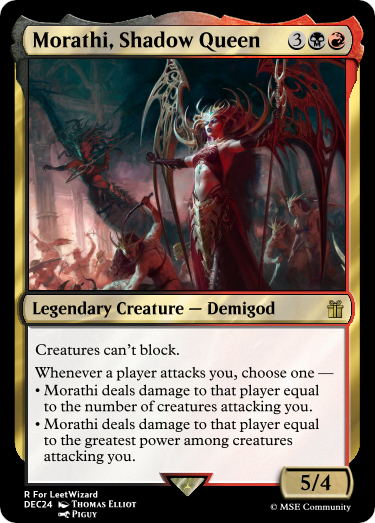 Morathi, Shadow Queen 3
Legendary Creature — Demigod
Creatures can't block.
Whenever a player attacks you, choose one —
• Morathi deals damage to that player equal
to the number of creatures attacking you.
• Morathi deals damage to that player equal
to the greatest power among creatures
attacking you.
5/4
R For LeetWizard
DEC24 Thomas Elliot
Piguy
© MSE Community